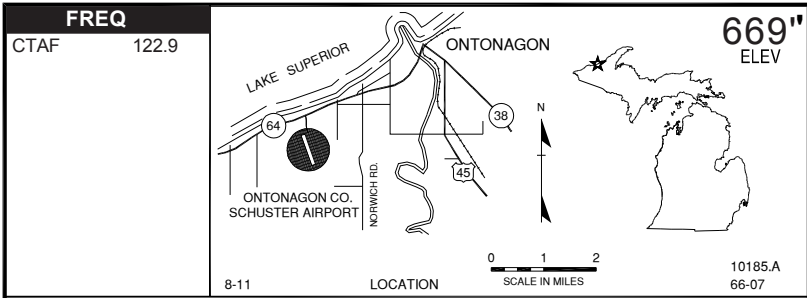 FREQ
CTAF 122.9
LAKE SUPERIOR
ONTONAGON
64
38
45
NORWICH RD.
ONTONAGON CO.
SCHUSTER AIRPORT
N
669"
ELEV
0 1 2
SCALE IN MILES
8-11
LOCATION
10185.A
66-07